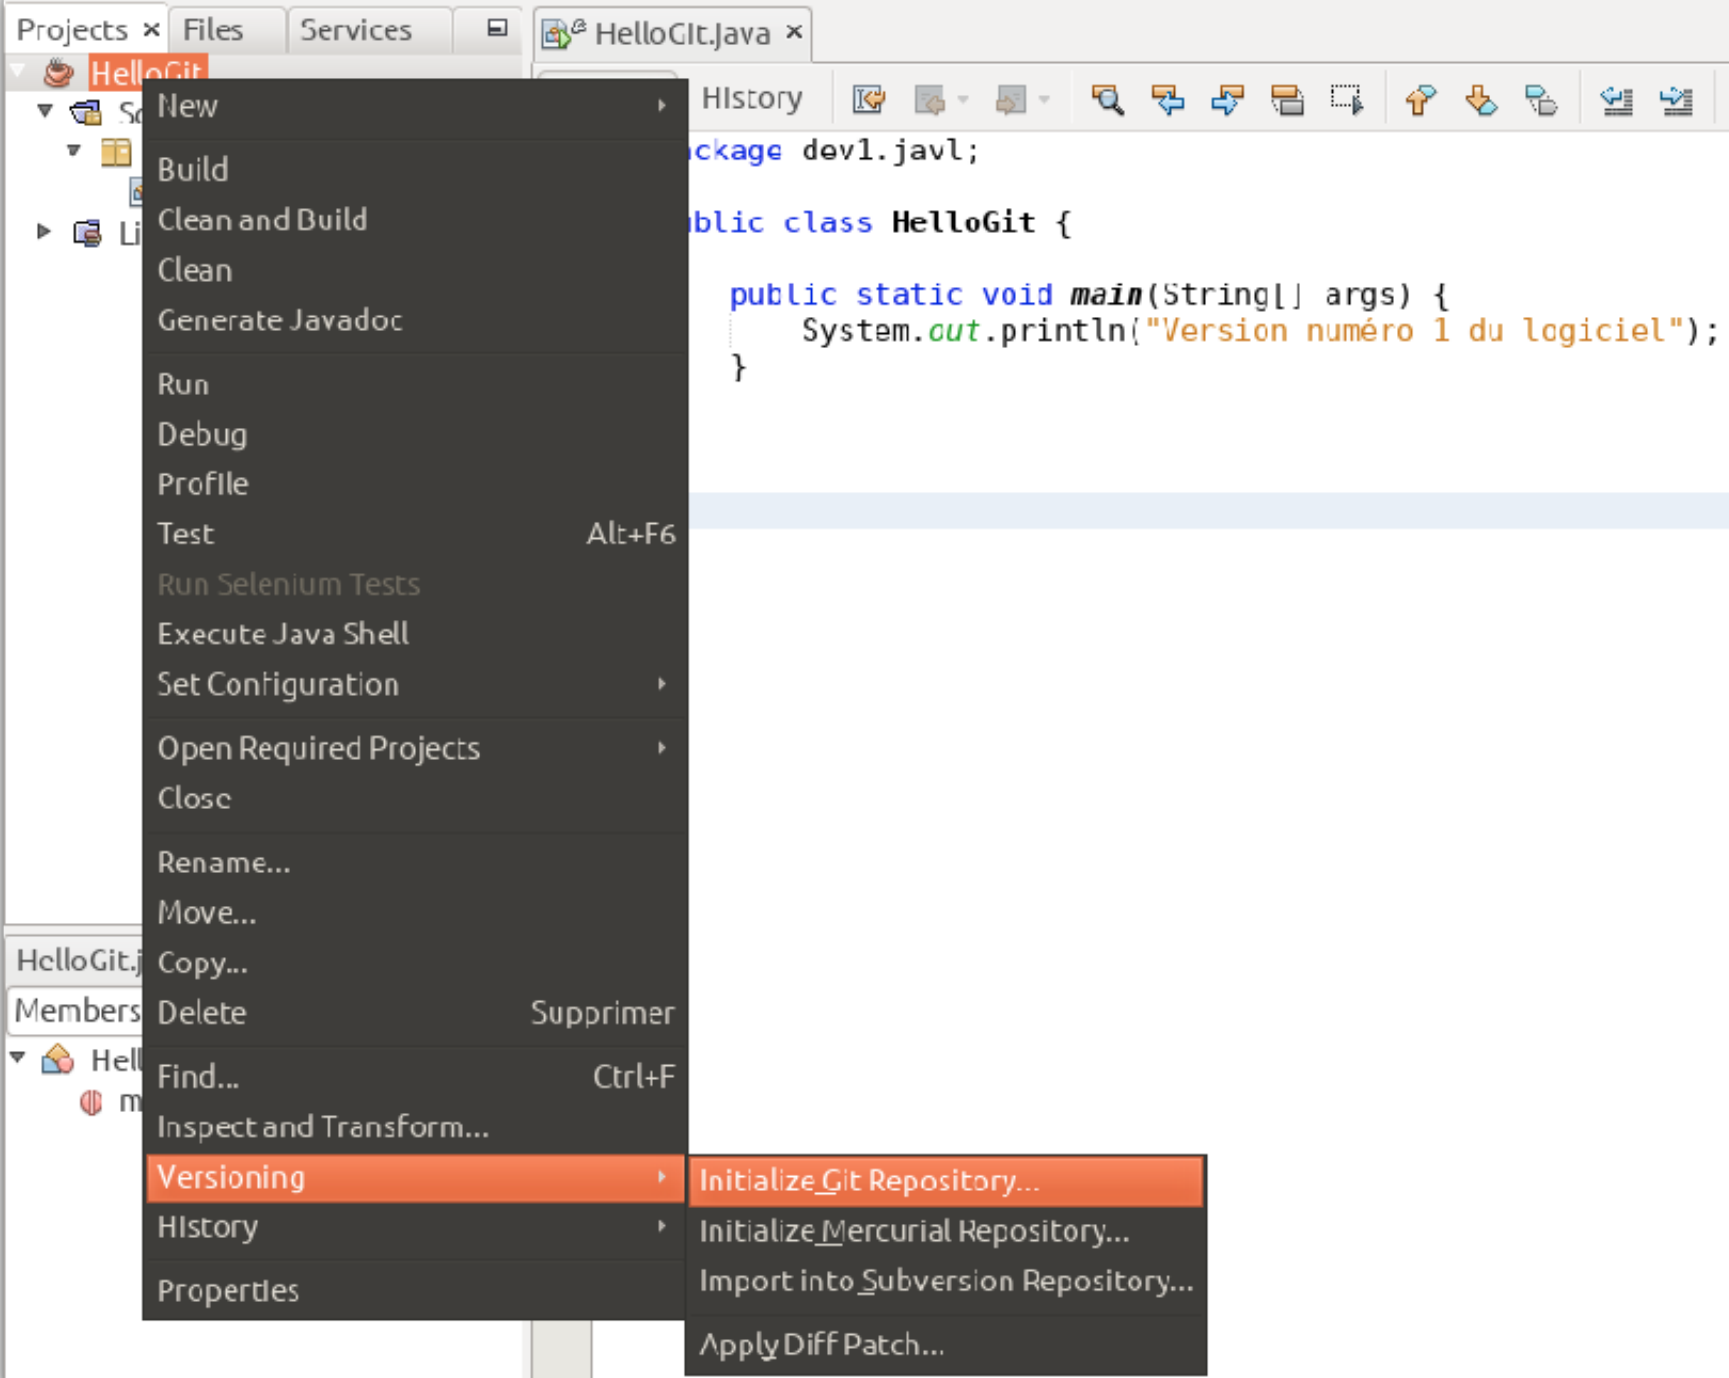 Projects × Files Services
HelloGit.java ×
HelloGit
History
New
Build
Clean and Build
Clean
Generate Javadoc
Run
Debug
Profile
Test Alt+F6
Run Selenium Tests
Execute Java Shell
Set Configuration
Open Required Projects
Close
Rename...
Move...
Copy...
Delete Supprimer
Find... Ctrl+F
Inspect and Transform...
Versioning
History
Properties
Initialize Git Repository...
Initialize Mercurial Repository...
Import into Subversion Repository...
Apply Diff Patch...
ckage dev1.javl;
blic class HelloGit {
public static void main(String[] args) {
System.out.println("Version numéro 1 du logiciel");
}
HelloGit.j
Members
Hell
m